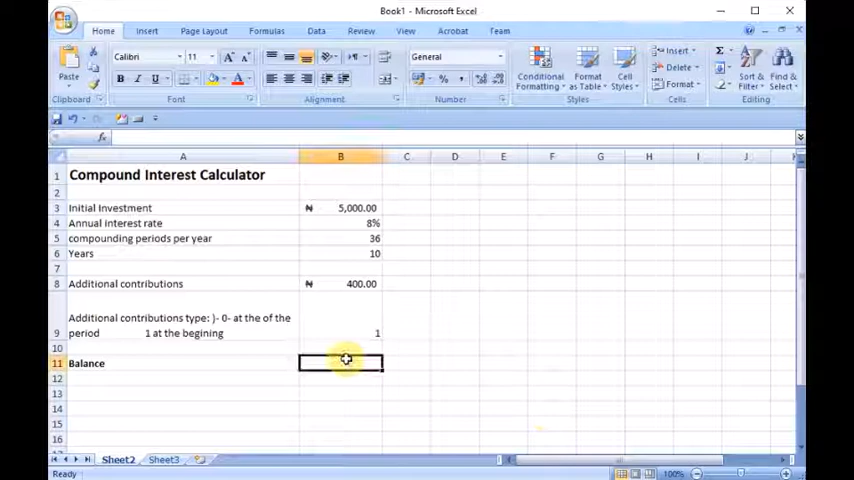 Book1 - Microsoft Excel
Home Insert Page Layout Formulas Data Review View Acrobat Team
Paste
Calibri 11
General
Conditional Formatting
Format as Table
Cell Styles
Insert
Delete
Format
Sort & Filter
Find & Select
Clipboard Font Alignment Number Styles Cells Editing
fx
A B C D E F G H I J
1 Compound Interest Calculator
2
3 Initial Investment ₦ 5,000.00
4 Annual interest rate 8%
5 compounding periods per year 36
6 Years 10
7
8 Additional contributions ₦ 400.00
Additional contributions type: )- 0- at the of the
9 period 1 at the begining 1
10
11 Balance
12
13
14
15
16
Sheet2 Sheet3
Ready 100%